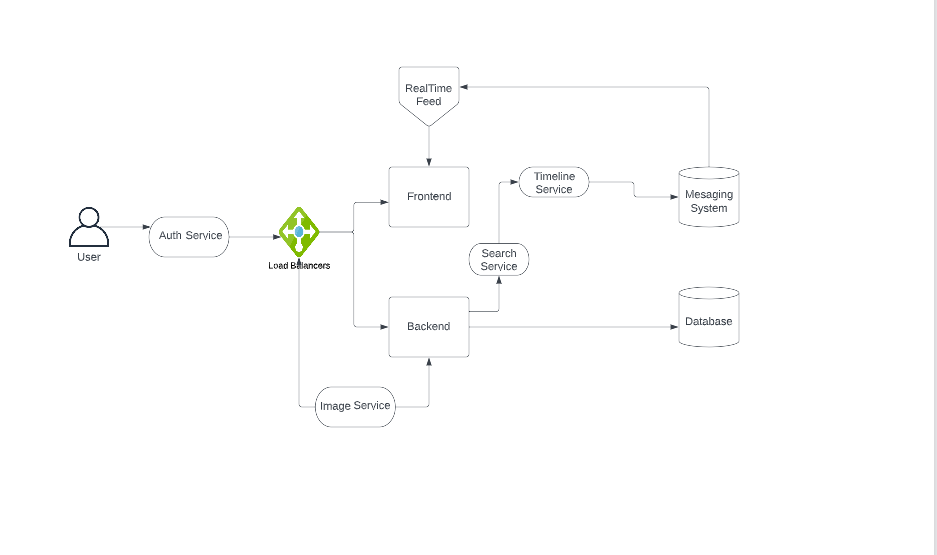 RealTime
Feed
Timeline
Service
Frontend
Mesaging
System
Auth Service
User
Load Balancers
Search
Service
Backend
Database
Image Service